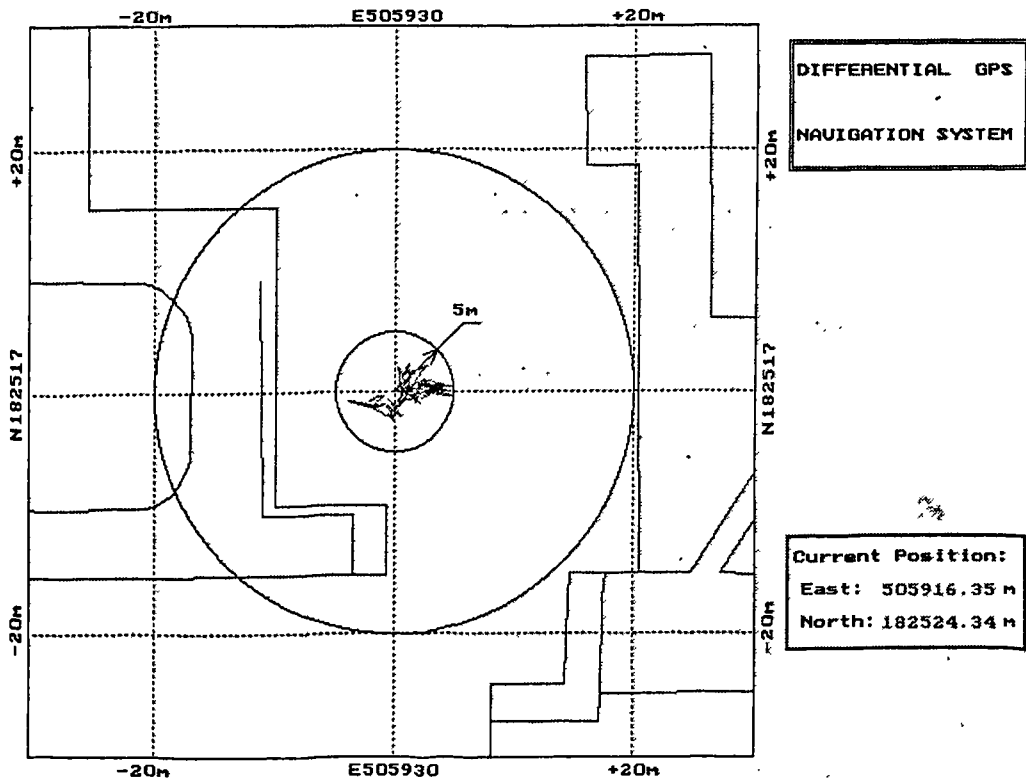 -20m E505930 +20m
DIFFERENTIAL GPS
NAVIGATION SYSTEM
+20m +20m
5m
N182517 N182517
Current Position:
East: 505916.35 m
North: 182524.34 m
-20m -20m
-20m E505930 +20m